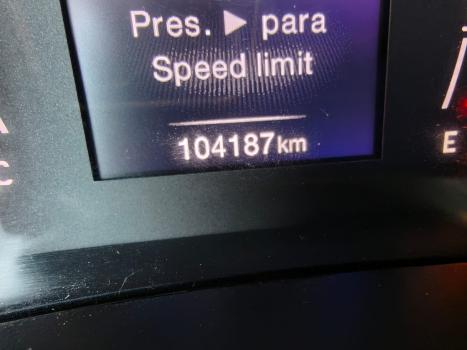 Pres. ▶ para
Speed limit
104187km
C
E